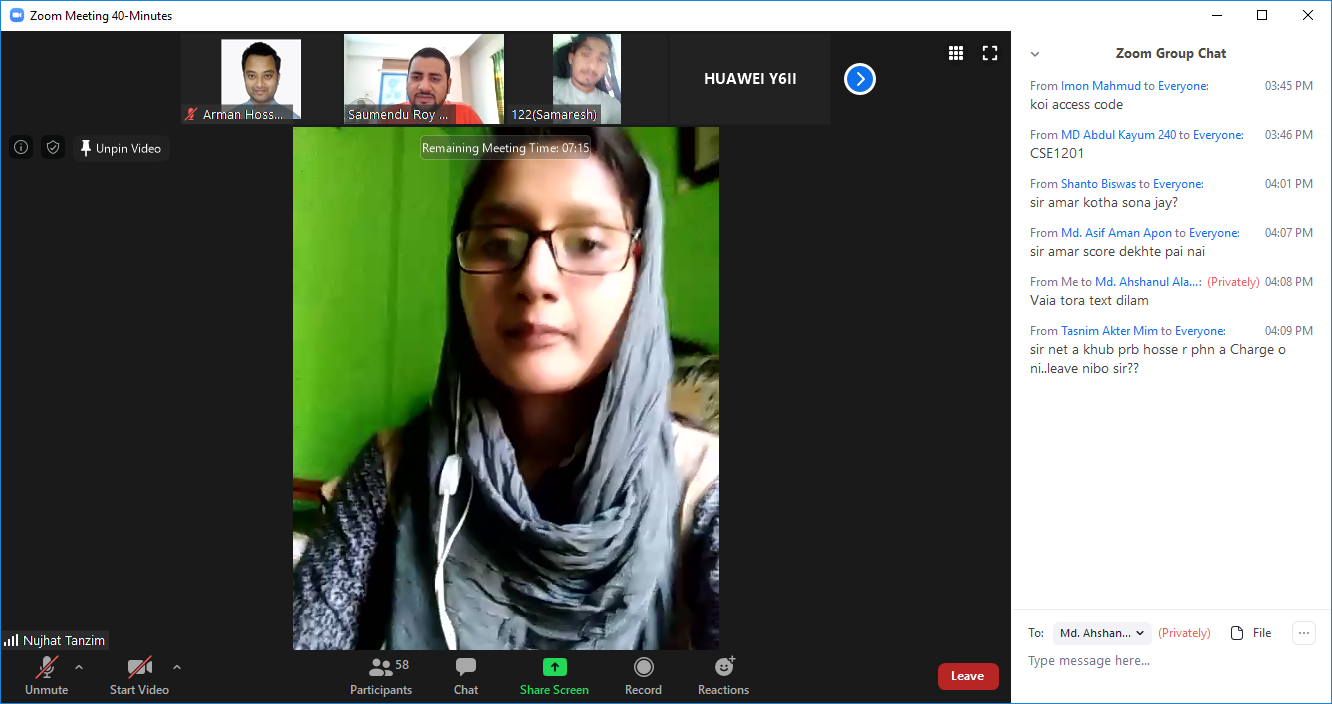 Zoom Meeting 40-Minutes
Arman Hoss...
Saumendu Roy ...
122(Samaresh)
HUAWEI Y6II
Unpin Video
Remaining Meeting Time: 07:15
Nujhat Tanzim
Unmute
Start Video
58
Participants
Chat
Share Screen
Record
Reactions
Leave
Zoom Group Chat
From Imon Mahmud to Everyone: 03:45 PM
koi access code
From MD Abdul Kayum 240 to Everyone: 03:46 PM
CSE1201
From Shanto Biswas to Everyone: 04:01 PM
sir amar kotha sona jay?
From Md. Asif Aman Apon to Everyone: 04:07 PM
sir amar score dekhte pai nai
From Me to Md. Ahshanul Ala...: (Privately) 04:08 PM
Vaia tora text dilam
From Tasnim Akter Mim to Everyone: 04:09 PM
sir net a khub prb hosse r phn a Charge o
ni..leave nibo sir??
To: Md. Ahshan... (Privately) File
Type message here...